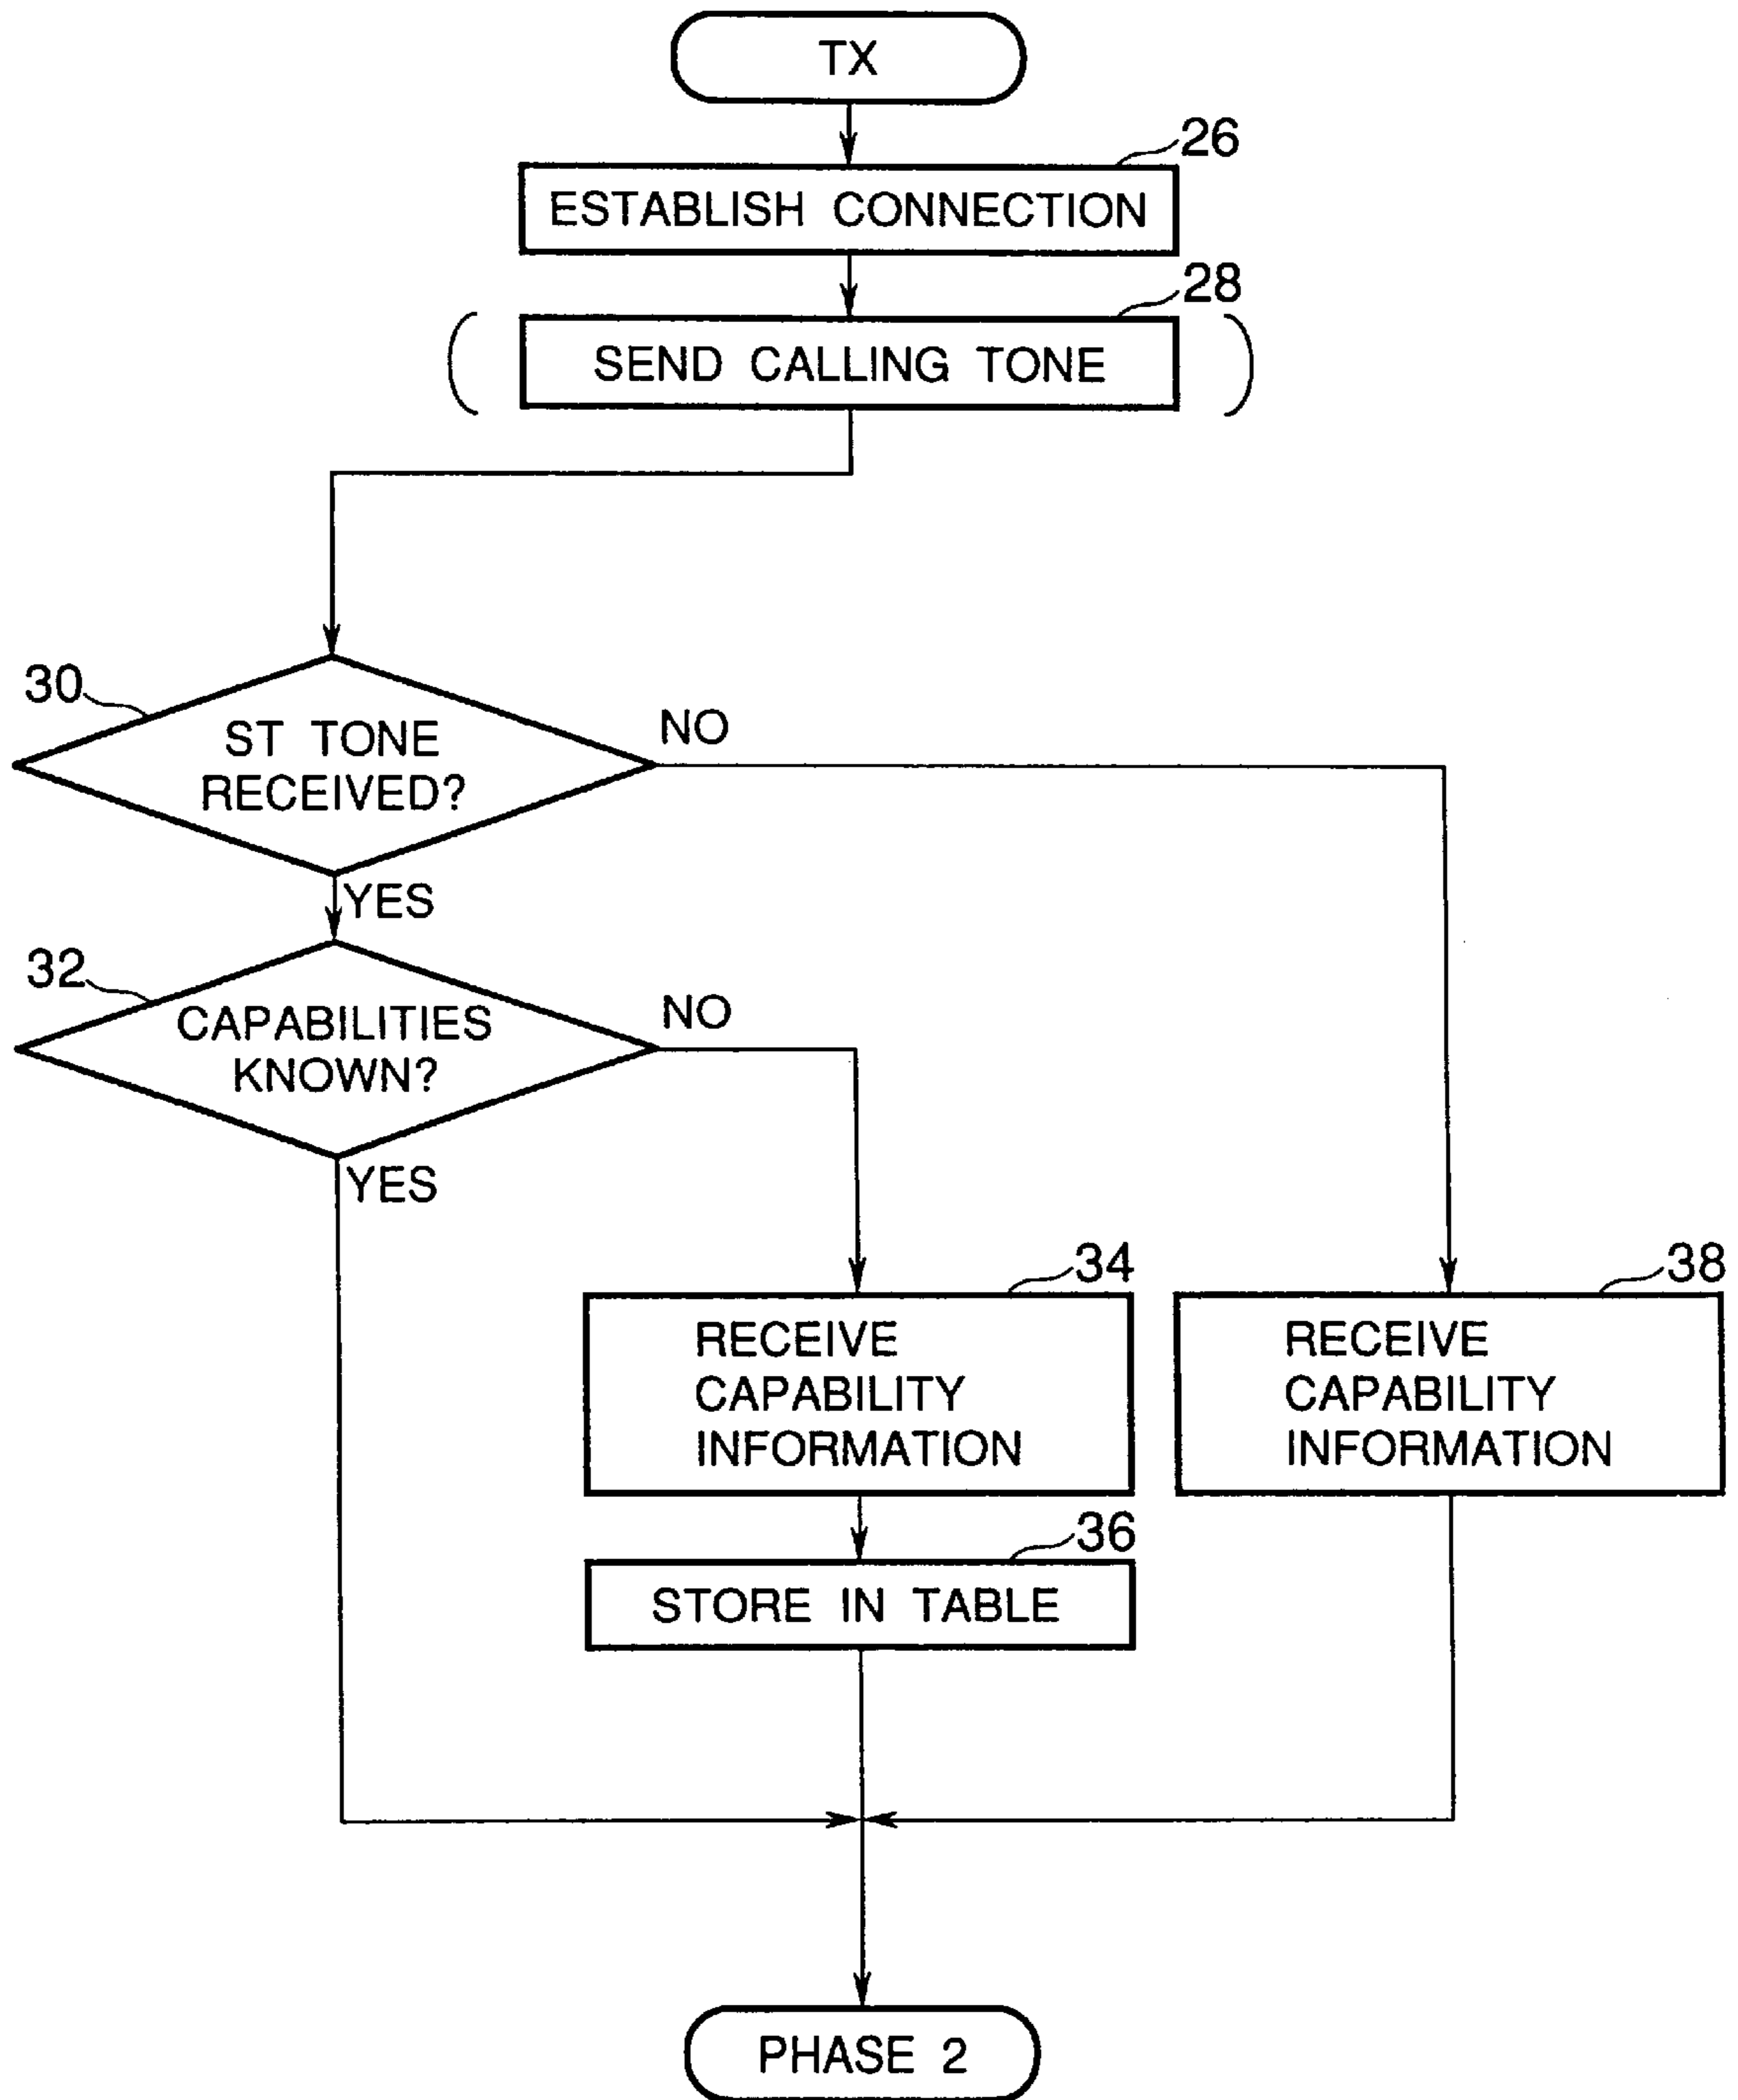 TX
26
ESTABLISH CONNECTION
28
( SEND CALLING TONE )
30
ST TONE
RECEIVED?
NO
YES
32
CAPABILITIES
KNOWN?
NO
YES
34
RECEIVE
CAPABILITY
INFORMATION
38
RECEIVE
CAPABILITY
INFORMATION
36
STORE IN TABLE
PHASE 2